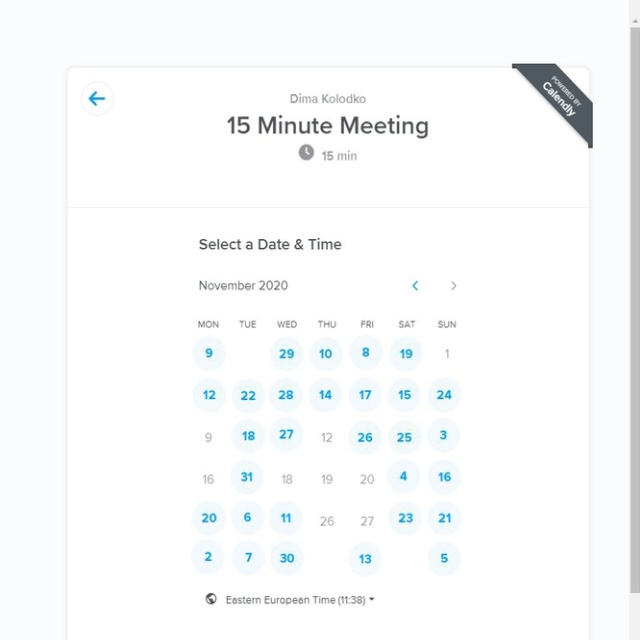 POWERED BY
Calendly
Dima Kolodko
15 Minute Meeting
15 min
Select a Date & Time
November 2020
MON TUE WED THU FRI SAT SUN
9 29 10 8 19 1
12 22 28 14 17 15 24
9 18 27 12 26 25 3
16 31 18 19 20 4 16
20 6 11 26 27 23 21
2 7 30 13 5
Eastern European Time (11:38)